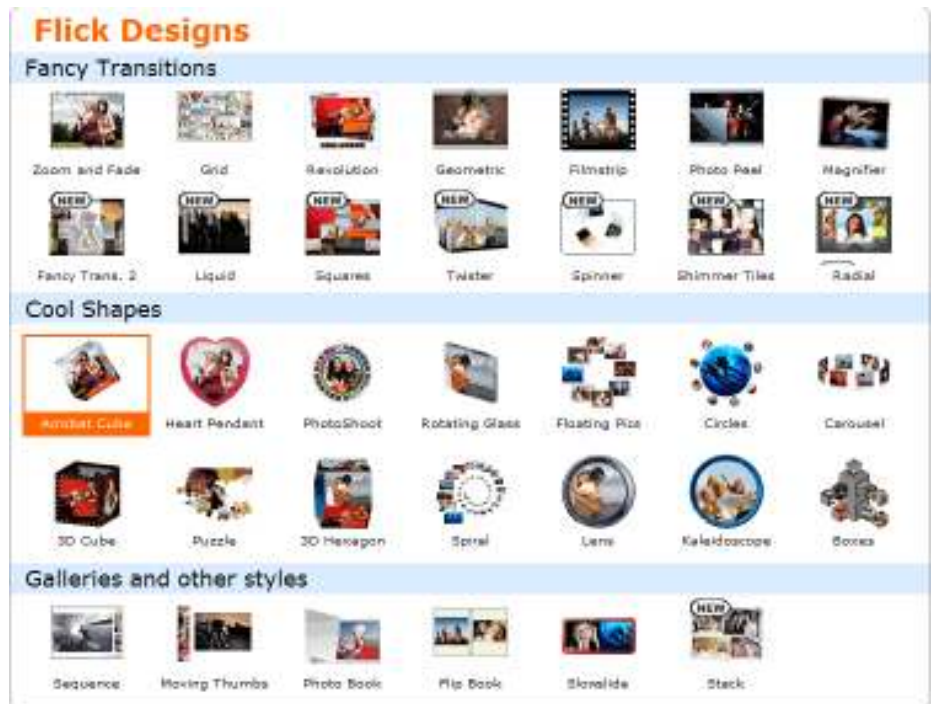 Flick Designs
Fancy Transitions
Zoom and Fade Grid Revolution Geometric Filmstrip Photo Peel Magnifier
NEW NEW NEW NEW NEW NEW NEW
Fancy Trans. 2 Liquid Squares Twister Spinner Shimmer Tiles Radial
Cool Shapes
Acrobat Cube Heart Pendant PhotoShoot Rotating Glass Floating Pics Circles Carousel
3D Cube Puzzle 3D Hexagon Spiral Lens Kaleidoscope Boxes
Galleries and other styles
NEW
Sequence Moving Thumbs Photo Book Flip Book Slowslide Stack